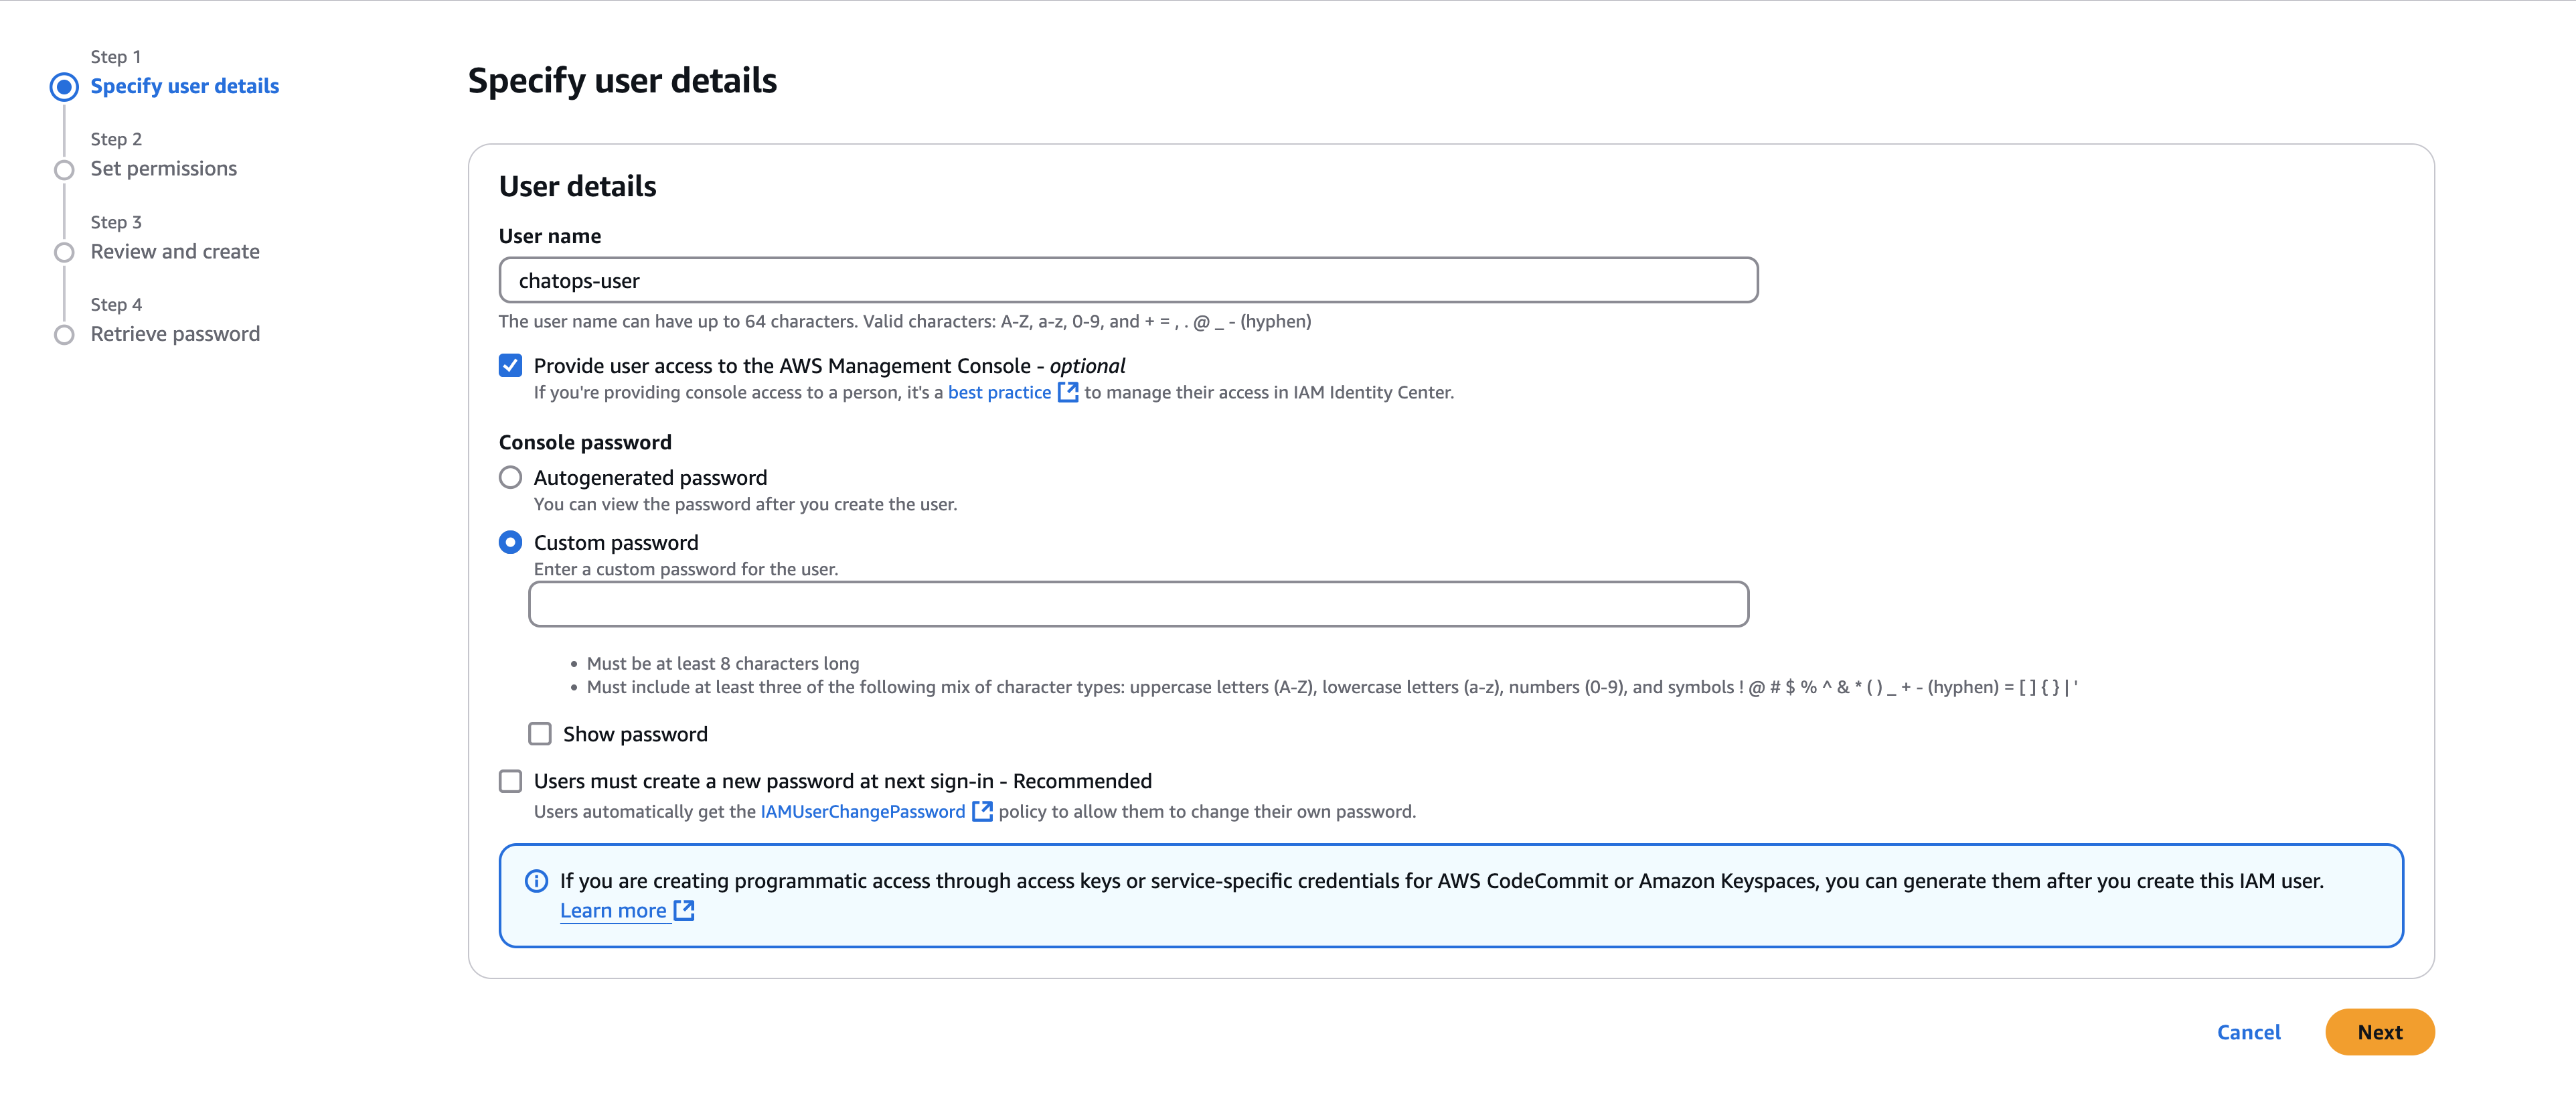 Step 1
Specify user details
Step 2
Set permissions
Step 3
Review and create
Step 4
Retrieve password
Specify user details
User details
User name
chatops-user
The user name can have up to 64 characters. Valid characters: A-Z, a-z, 0-9, and + = , . @ _ - (hyphen)
Provide user access to the AWS Management Console - optional
If you're providing console access to a person, it's a best practice to manage their access in IAM Identity Center.
Console password
Autogenerated password
You can view the password after you create the user.
Custom password
Enter a custom password for the user.
• Must be at least 8 characters long
• Must include at least three of the following mix of character types: uppercase letters (A-Z), lowercase letters (a-z), numbers (0-9), and symbols ! @ # $ % ^ & * ( ) _ + - (hyphen) = [ ] { } | '
Show password
Users must create a new password at next sign-in - Recommended
Users automatically get the IAMUserChangePassword policy to allow them to change their own password.
If you are creating programmatic access through access keys or service-specific credentials for AWS CodeCommit or Amazon Keyspaces, you can generate them after you create this IAM user.
Learn more
Cancel
Next